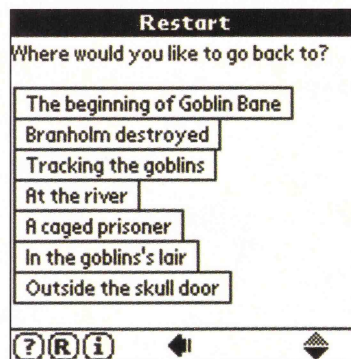 Restart
Where would you like to go back to?
The beginning of Goblin Bane
Branholm destroyed
Tracking the goblins
At the river
A caged prisoner
In the goblins's lair
Outside the skull door
? R i